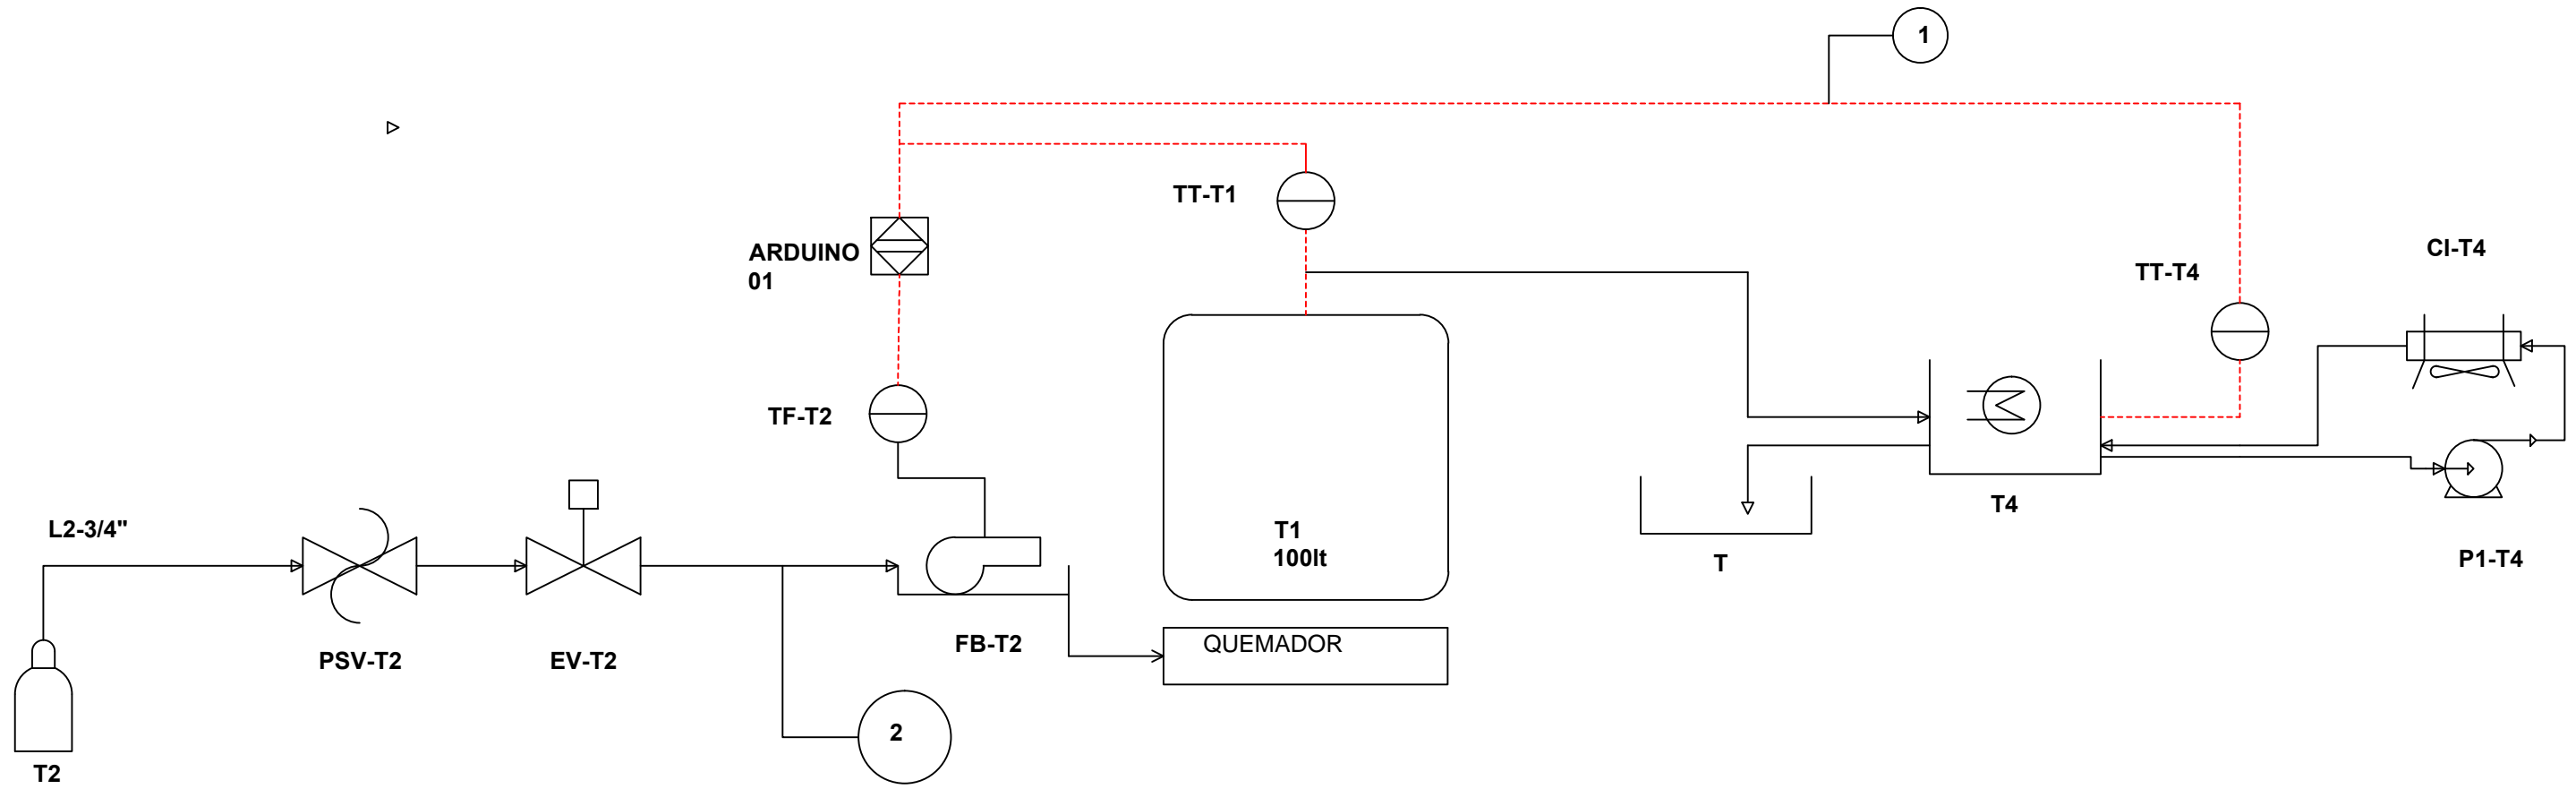 1
TT-T1
ARDUINO
01
CI-T4
TT-T4
TF-T2
L2-3/4"
T1
100lt
T4
T
P1-T4
PSV-T2
EV-T2
FB-T2
QUEMADOR
2
T2